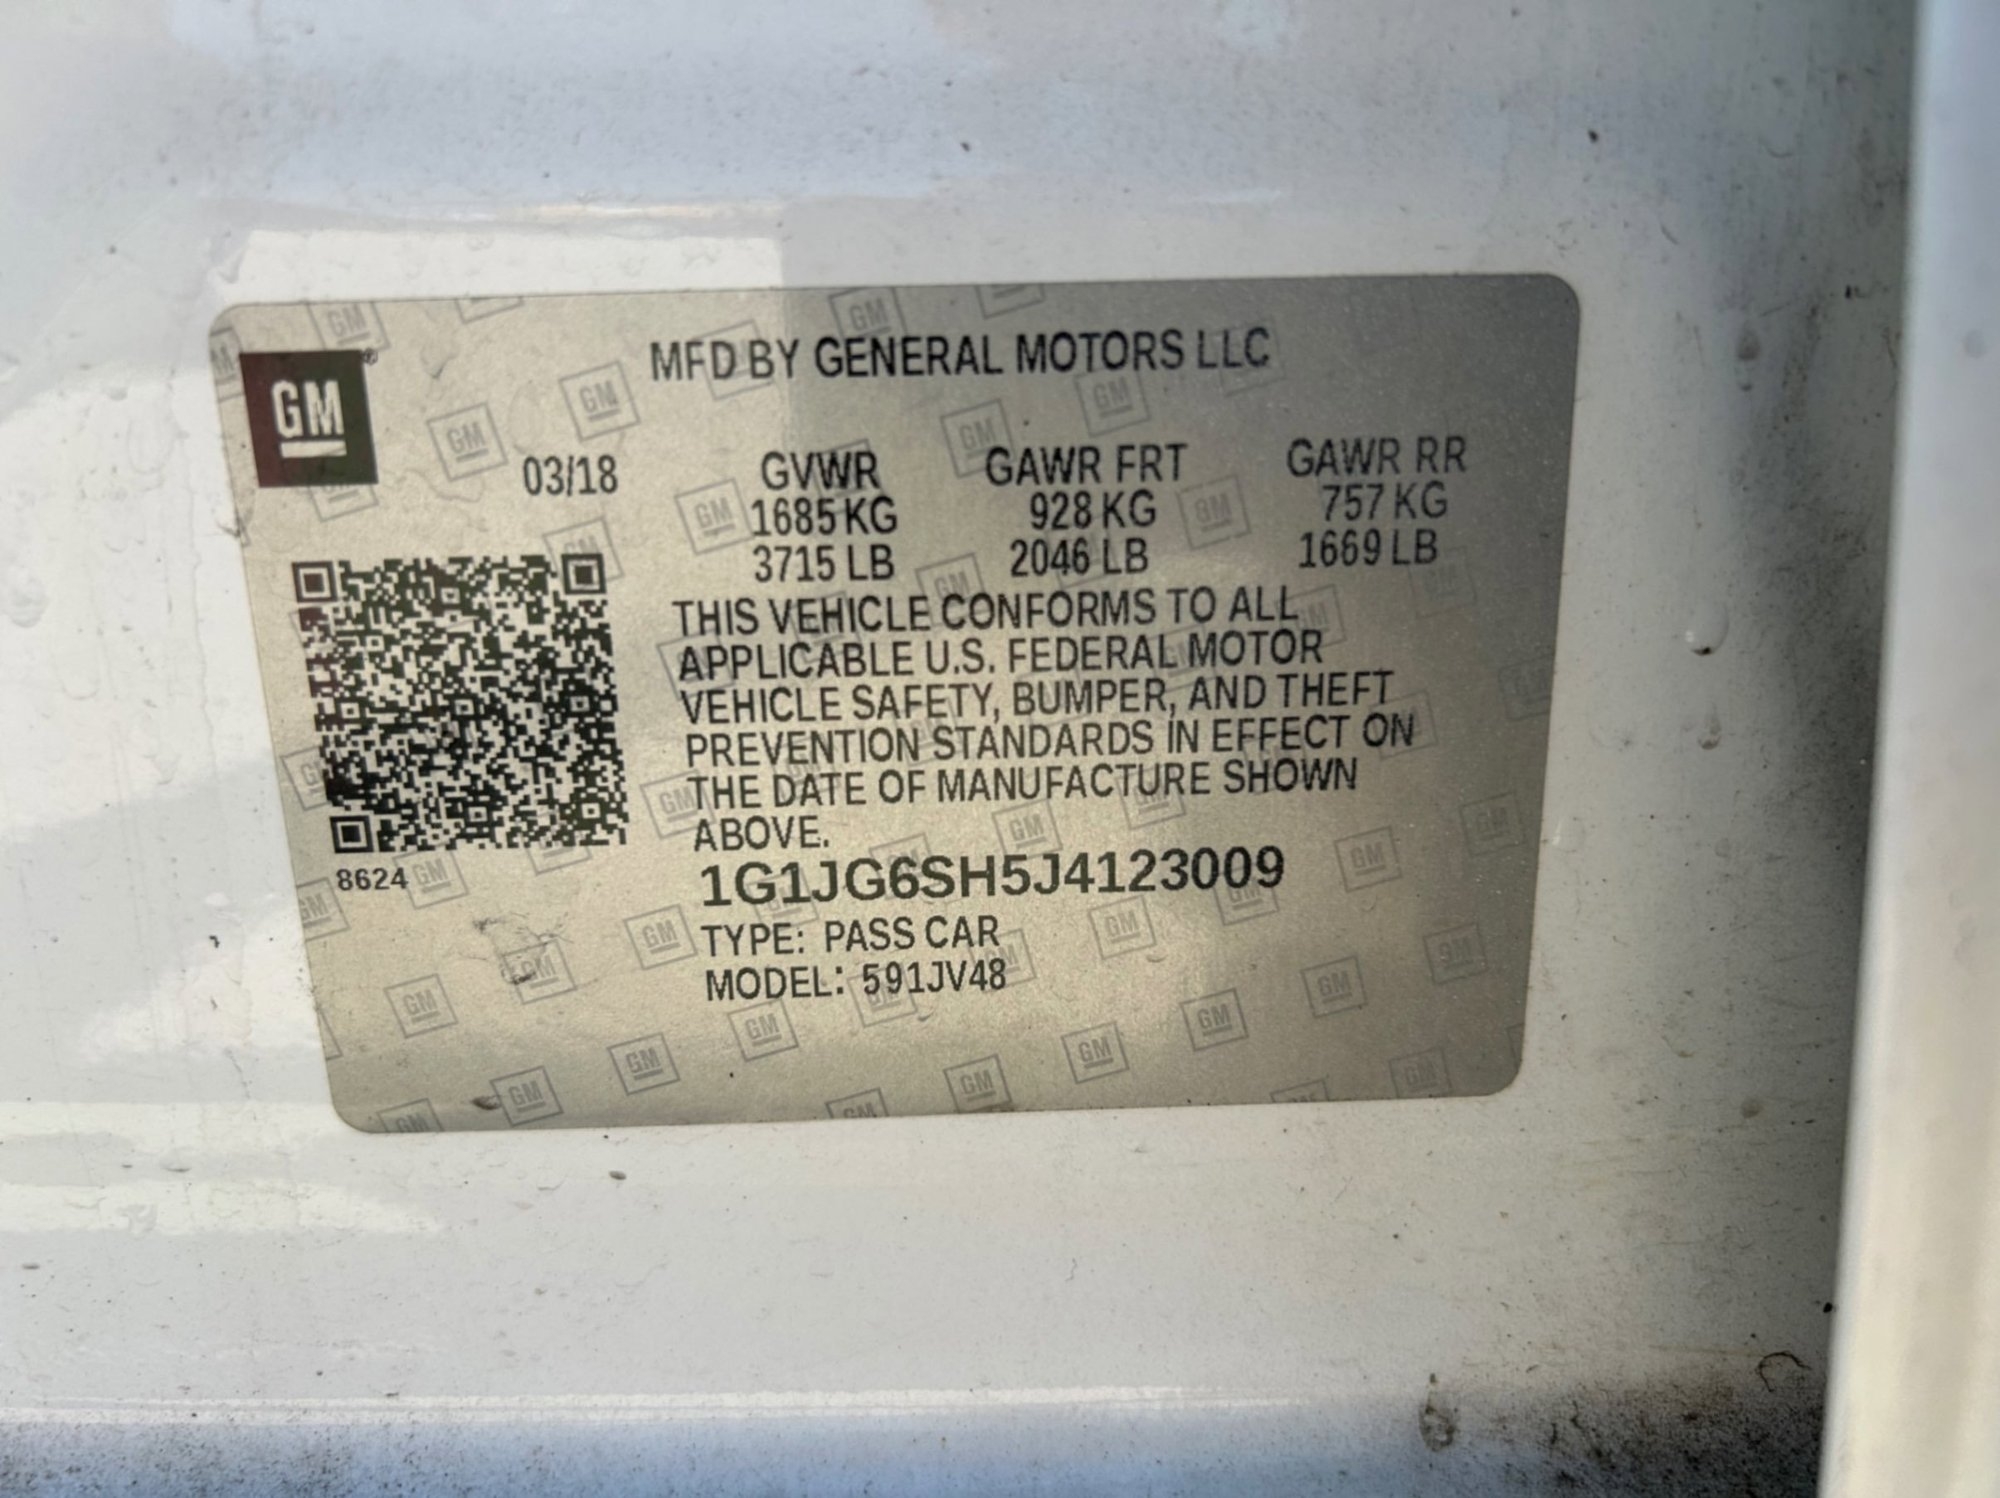 MFD BY GENERAL MOTORS LLC
GM
03/18 GVWR GAWR FRT GAWR RR
1685 KG 928 KG 757 KG
3715 LB 2046 LB 1669 LB
THIS VEHICLE CONFORMS TO ALL
APPLICABLE U.S. FEDERAL MOTOR
VEHICLE SAFETY, BUMPER, AND THEFT
PREVENTION STANDARDS IN EFFECT ON
THE DATE OF MANUFACTURE SHOWN
ABOVE.
8624
1G1JG6SH5J4123009
TYPE: PASS CAR
MODEL: 591JV48